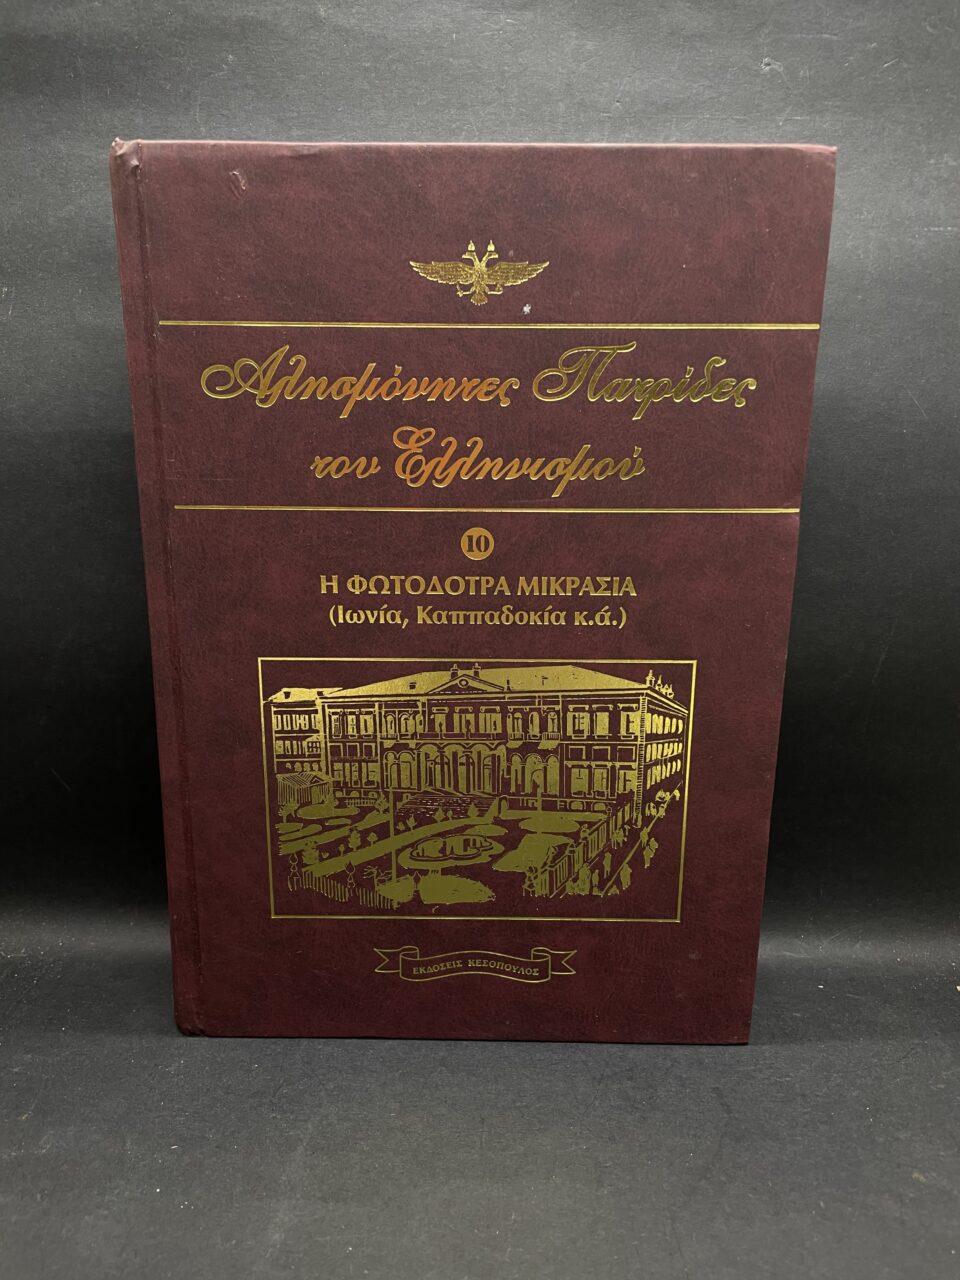 Αλησμόνητες Πατρίδες
του Ελληνισμού
10
Η ΦΩΤΟΔΟΤΡΑ ΜΙΚΡΑΣΙΑ
(Ιωνία, Καππαδοκία κ.ά.)
ΕΚΔΟΣΕΙΣ ΚΕΣΟΠΟΥΛΟΣ